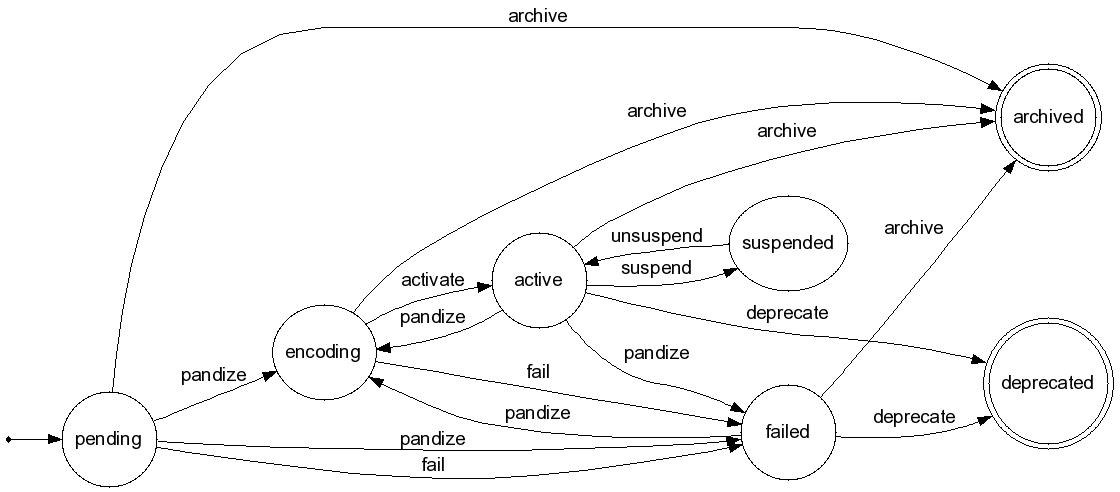 archive
archive
archived
archive
archive
unsuspend
suspended
suspend
active
activate
deprecate
pandize
encoding
pandize
fail
pandize
deprecated
pandize
deprecate
failed
pending
pandize
fail